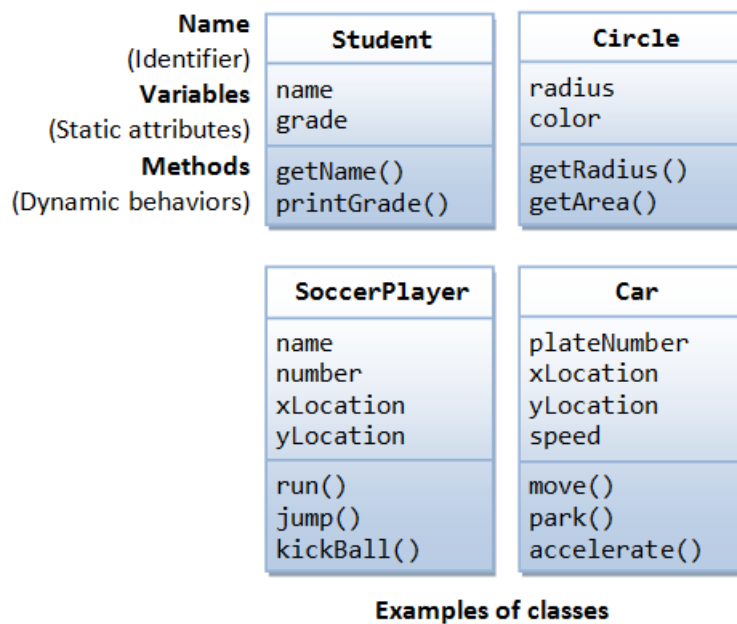 Name
(Identifier)
Variables
(Static attributes)
Methods
(Dynamic behaviors)
Student
name
grade
getName()
printGrade()
Circle
radius
color
getRadius()
getArea()
SoccerPlayer
name
number
xLocation
yLocation
run()
jump()
kickBall()
Car
plateNumber
xLocation
yLocation
speed
move()
park()
accelerate()
Examples of classes